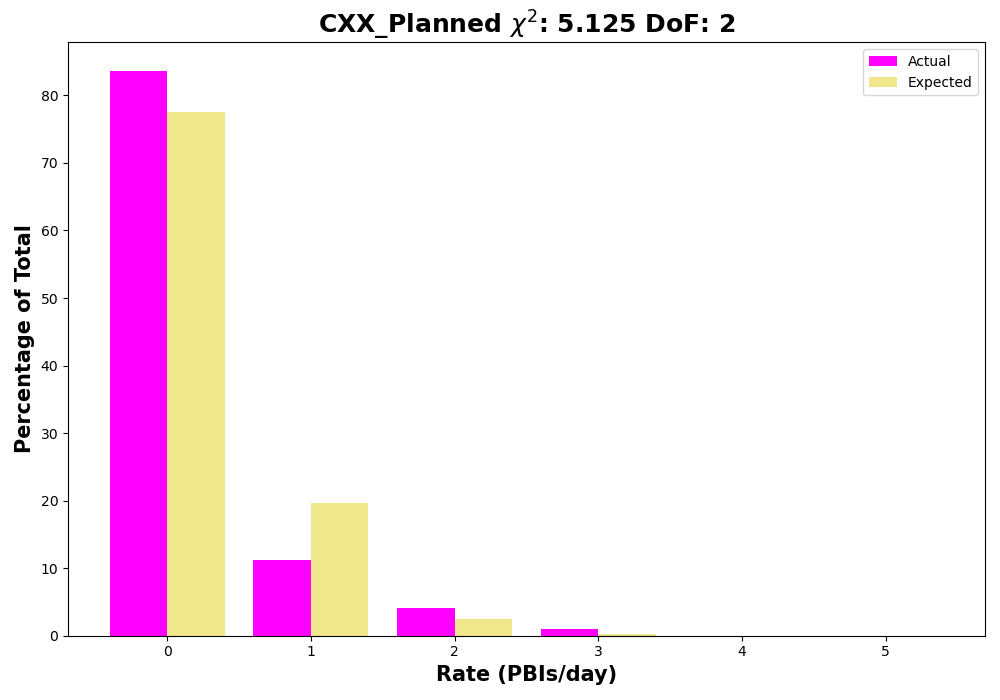 CXX_Planned χ²: 5.125 DoF: 2
Actual
Expected
Percentage of Total
80
70
60
50
40
30
20
10
0
0 1 2 3 4 5
Rate (PBIs/day)